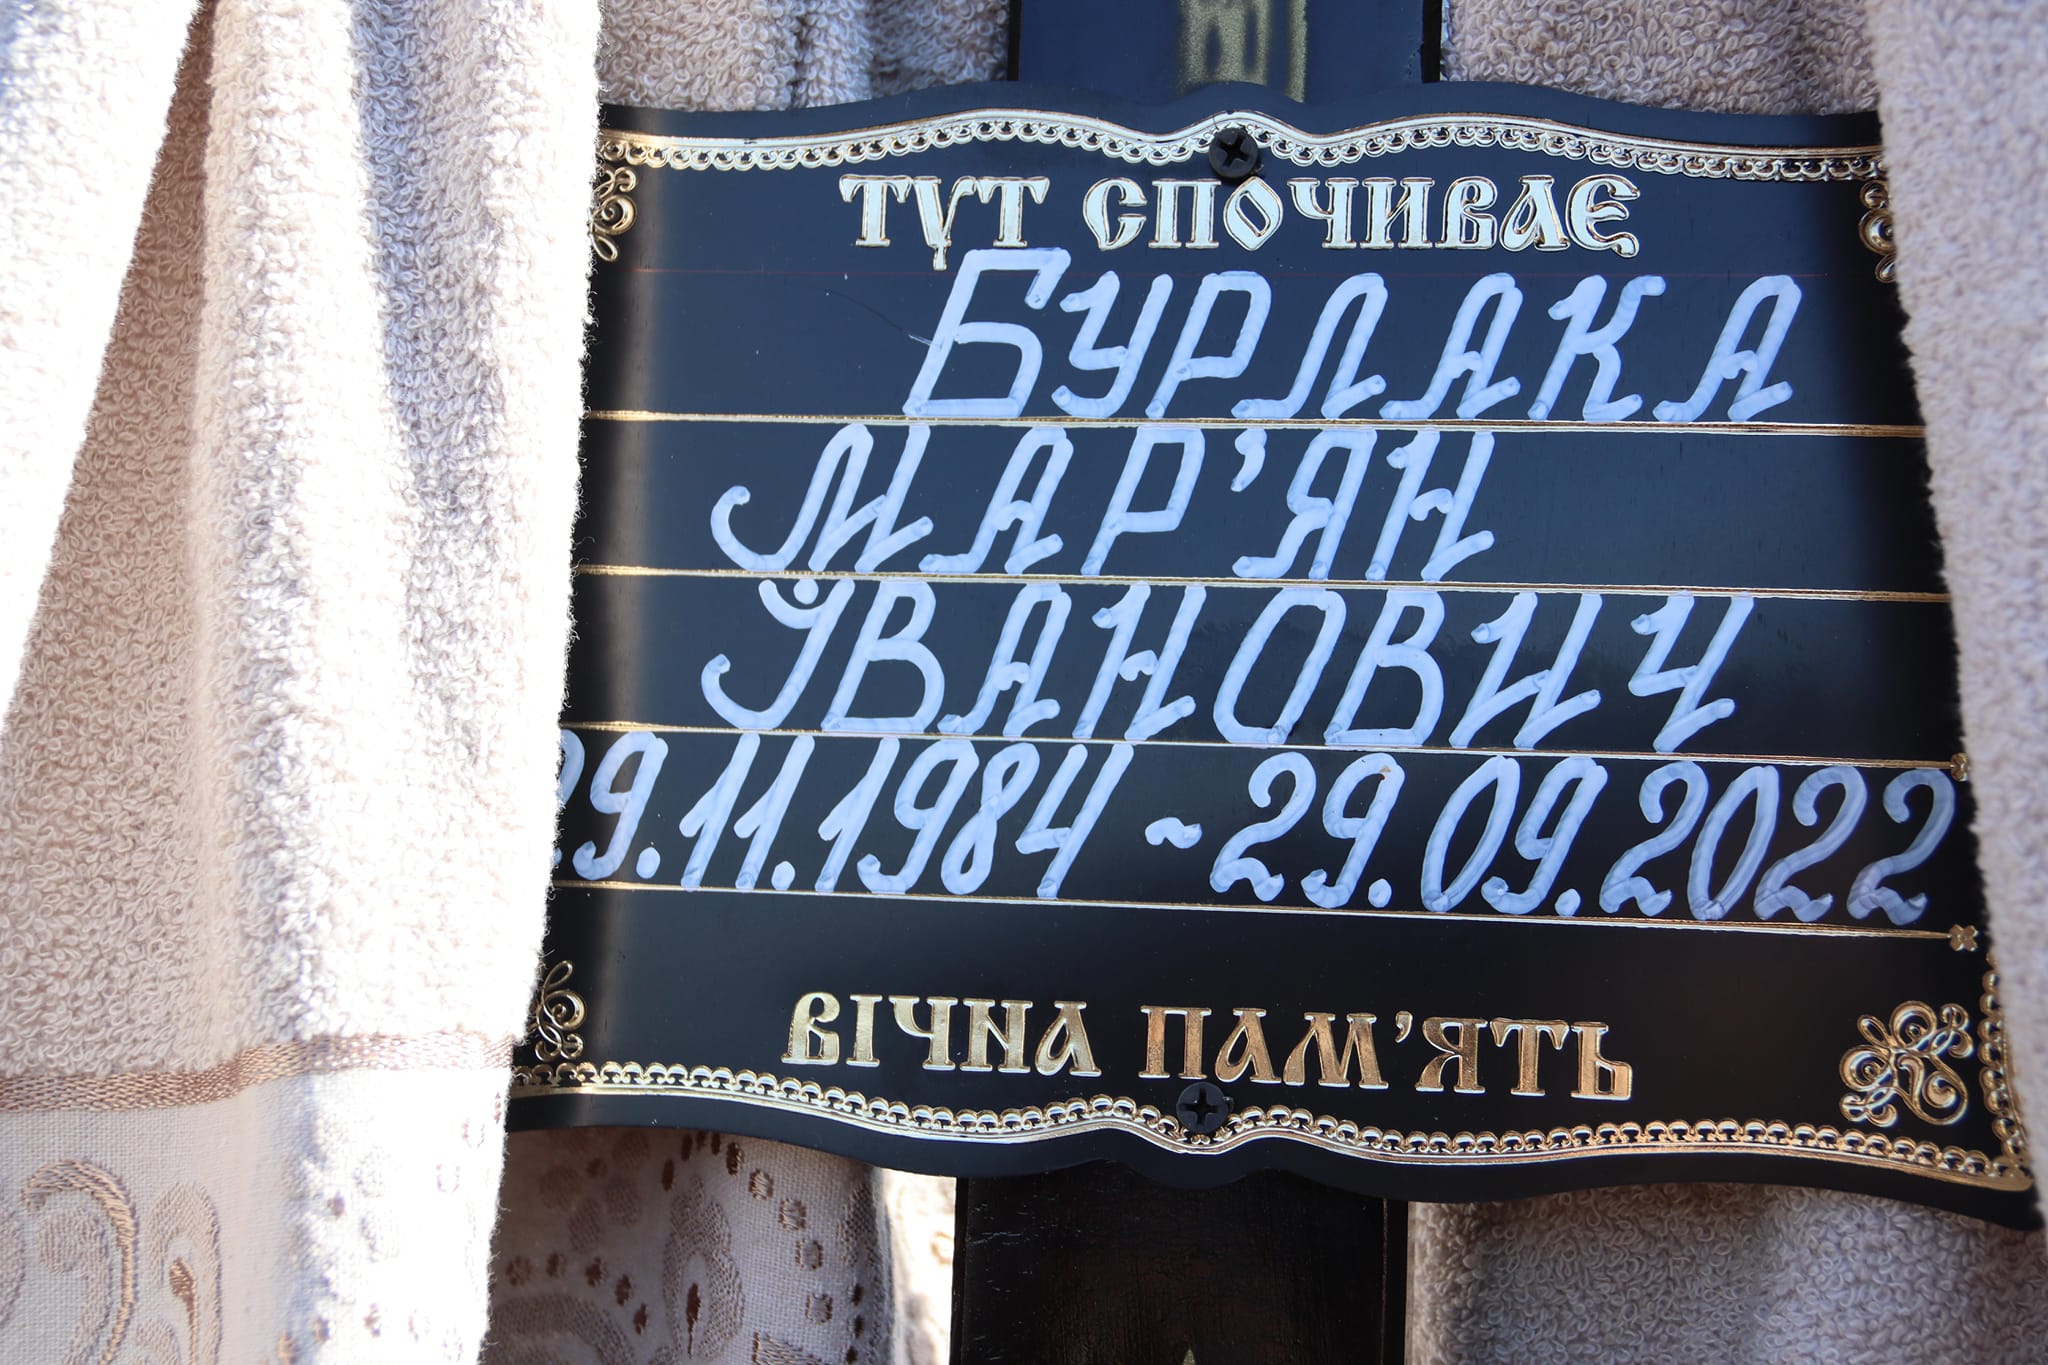 ТУТ СПОЧИВАЄ
БУРЛАКА
МАР'ЯН
ІВАНОВИЧ
29.11.1984 - 29.09.2022
ВІЧНА ПАМ'ЯТЬ